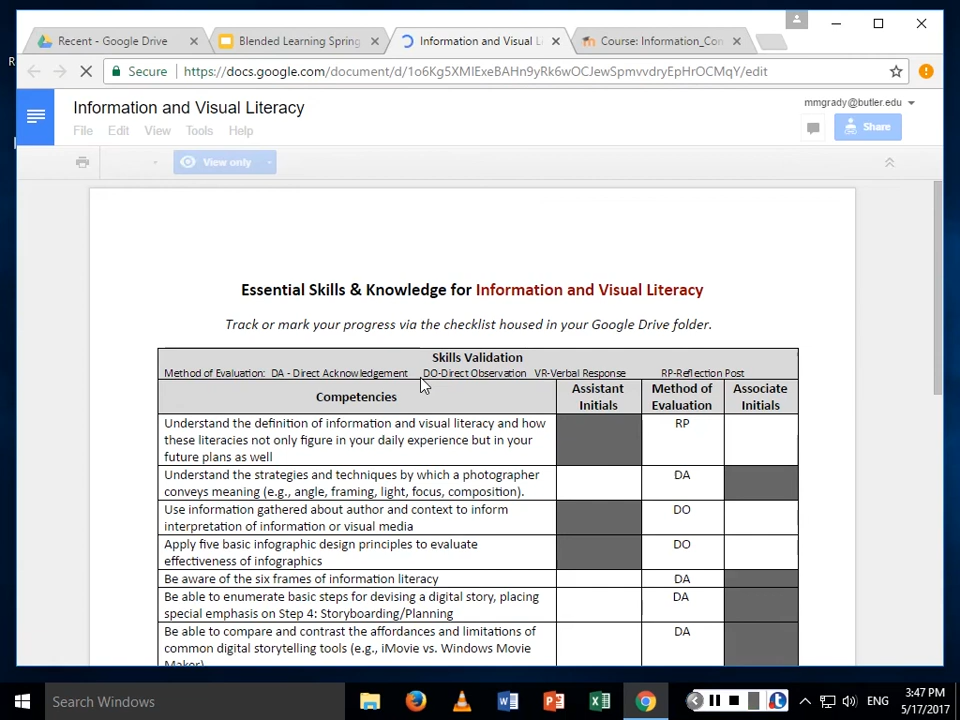 Recent - Google Drive
Blended Learning Spring
Information and Visual L
Course: Information_Con
Secure
https://docs.google.com/document/d/1o6Kg5XMIExeBAHn9yRk6wOCJewSpmvvdryEpHrOCMqY/edit
Information and Visual Literacy
mmgrady@butler.edu
File Edit View Tools Help
Share
View only
Essential Skills & Knowledge for Information and Visual Literacy
Track or mark your progress via the checklist housed in your Google Drive folder.
Skills Validation
Method of Evaluation: DA - Direct Acknowledgement DO-Direct Observation VR-Verbal Response RP-Reflection Post
Competencies
Assistant Initials
Method of Evaluation
Associate Initials
Understand the definition of information and visual literacy and how
these literacies not only figure in your daily experience but in your
future plans as well
RP
Understand the strategies and techniques by which a photographer
conveys meaning (e.g., angle, framing, light, focus, composition).
DA
Use information gathered about author and context to inform
interpretation of information or visual media
DO
Apply five basic infographic design principles to evaluate
effectiveness of infographics
DO
Be aware of the six frames of information literacy
DA
Be able to enumerate basic steps for devising a digital story, placing
special emphasis on Step 4: Storyboarding/Planning
DA
Be able to compare and contrast the affordances and limitations of
common digital storytelling tools (e.g., iMovie vs. Windows Movie
Maker)
DA
Search Windows
ENG
3:47 PM
5/17/2017